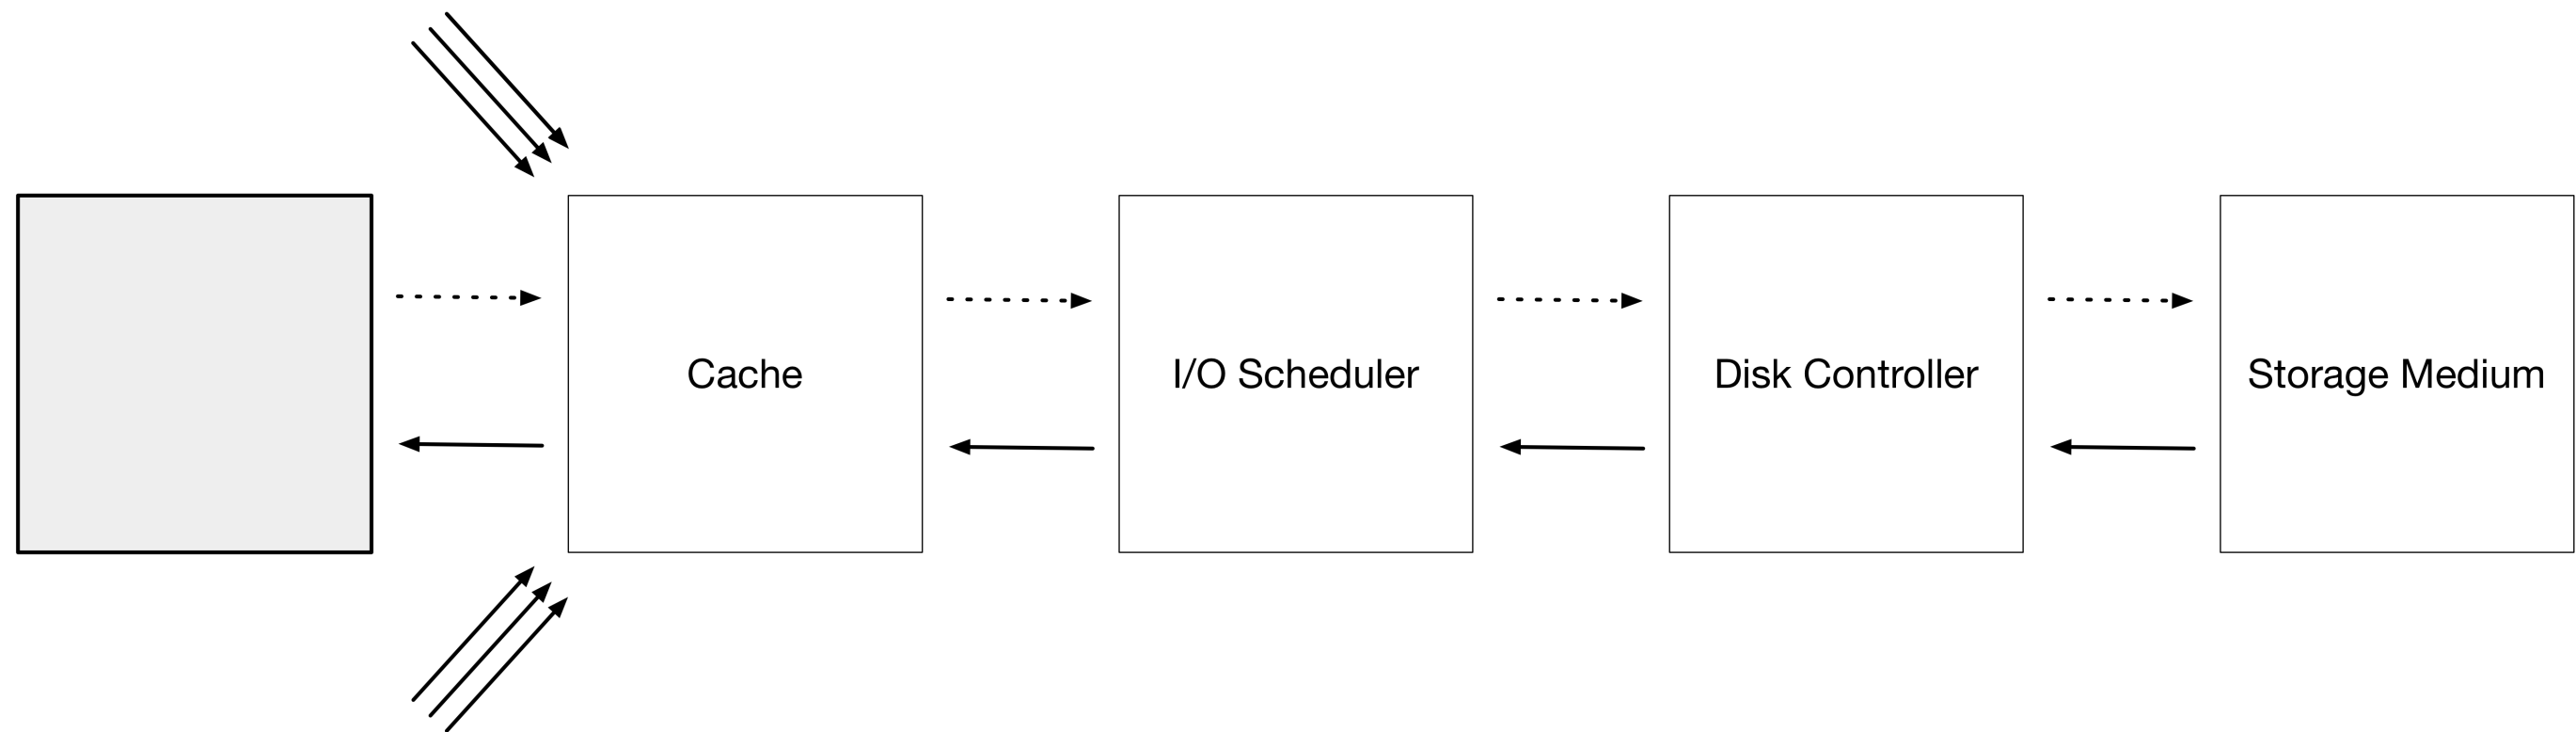 Cache
I/O Scheduler
Disk Controller
Storage Medium